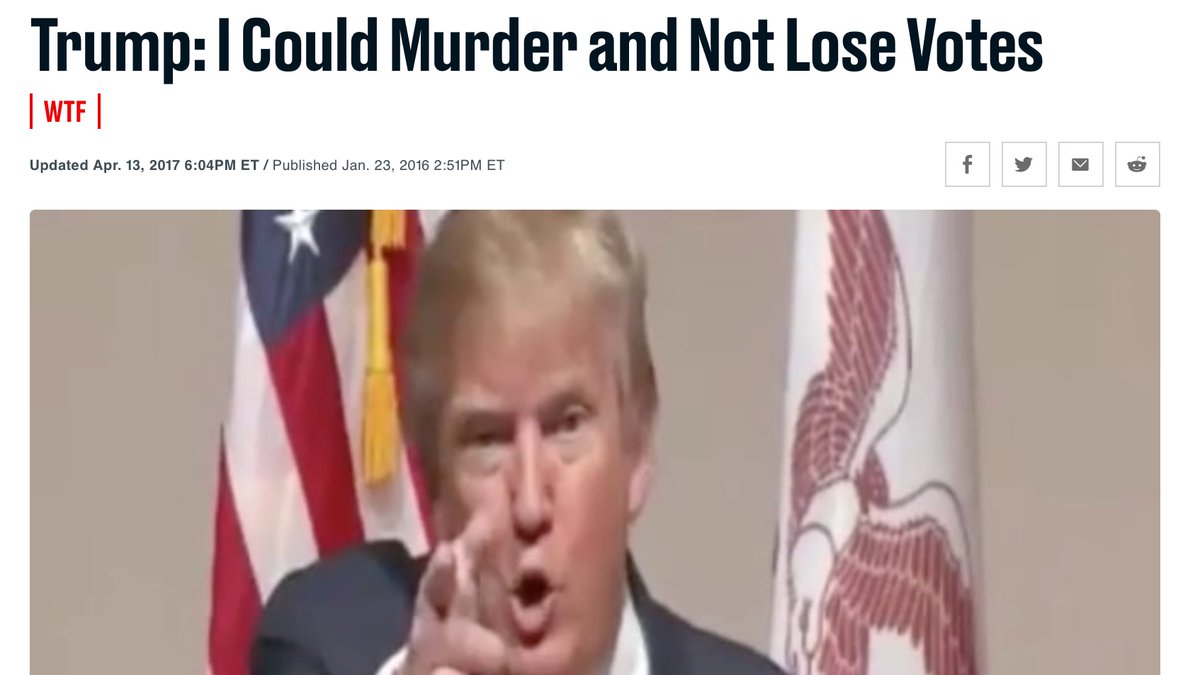 Trump: I Could Murder and Not Lose Votes
WTF
Updated Apr. 13, 2017 6:04PM ET / Published Jan. 23, 2016 2:51PM ET